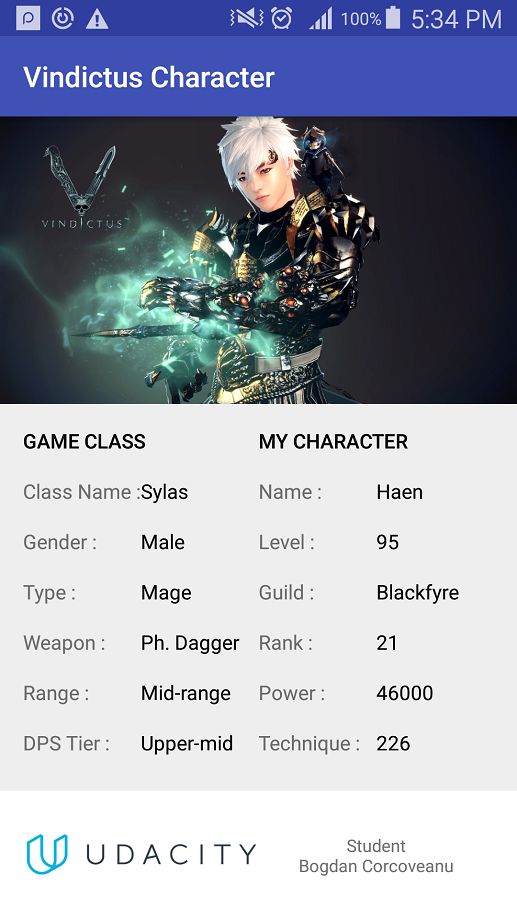 100% 5:34 PM
Vindictus Character
VINDICTUS
GAME CLASS MY CHARACTER
Class Name : Sylas Name : Haen
Gender : Male Level : 95
Type : Mage Guild : Blackfyre
Weapon : Ph. Dagger Rank : 21
Range : Mid-range Power : 46000
DPS Tier : Upper-mid Technique : 226
UDACITY
Student
Bogdan Corcoveanu